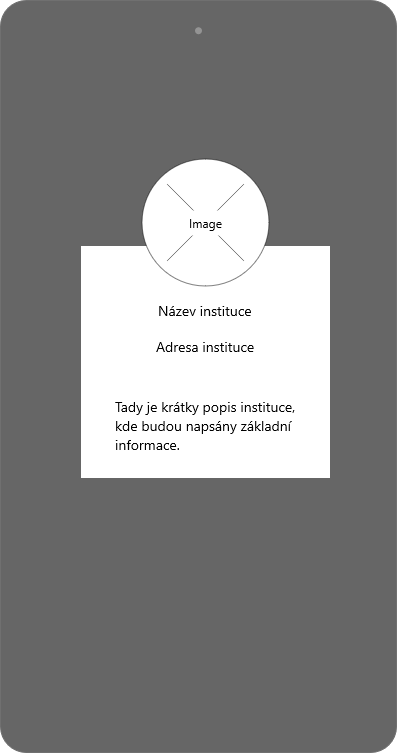 Image
Název instituce
Adresa instituce
Tady je krátky popis instituce,
kde budou napsány základní
informace.